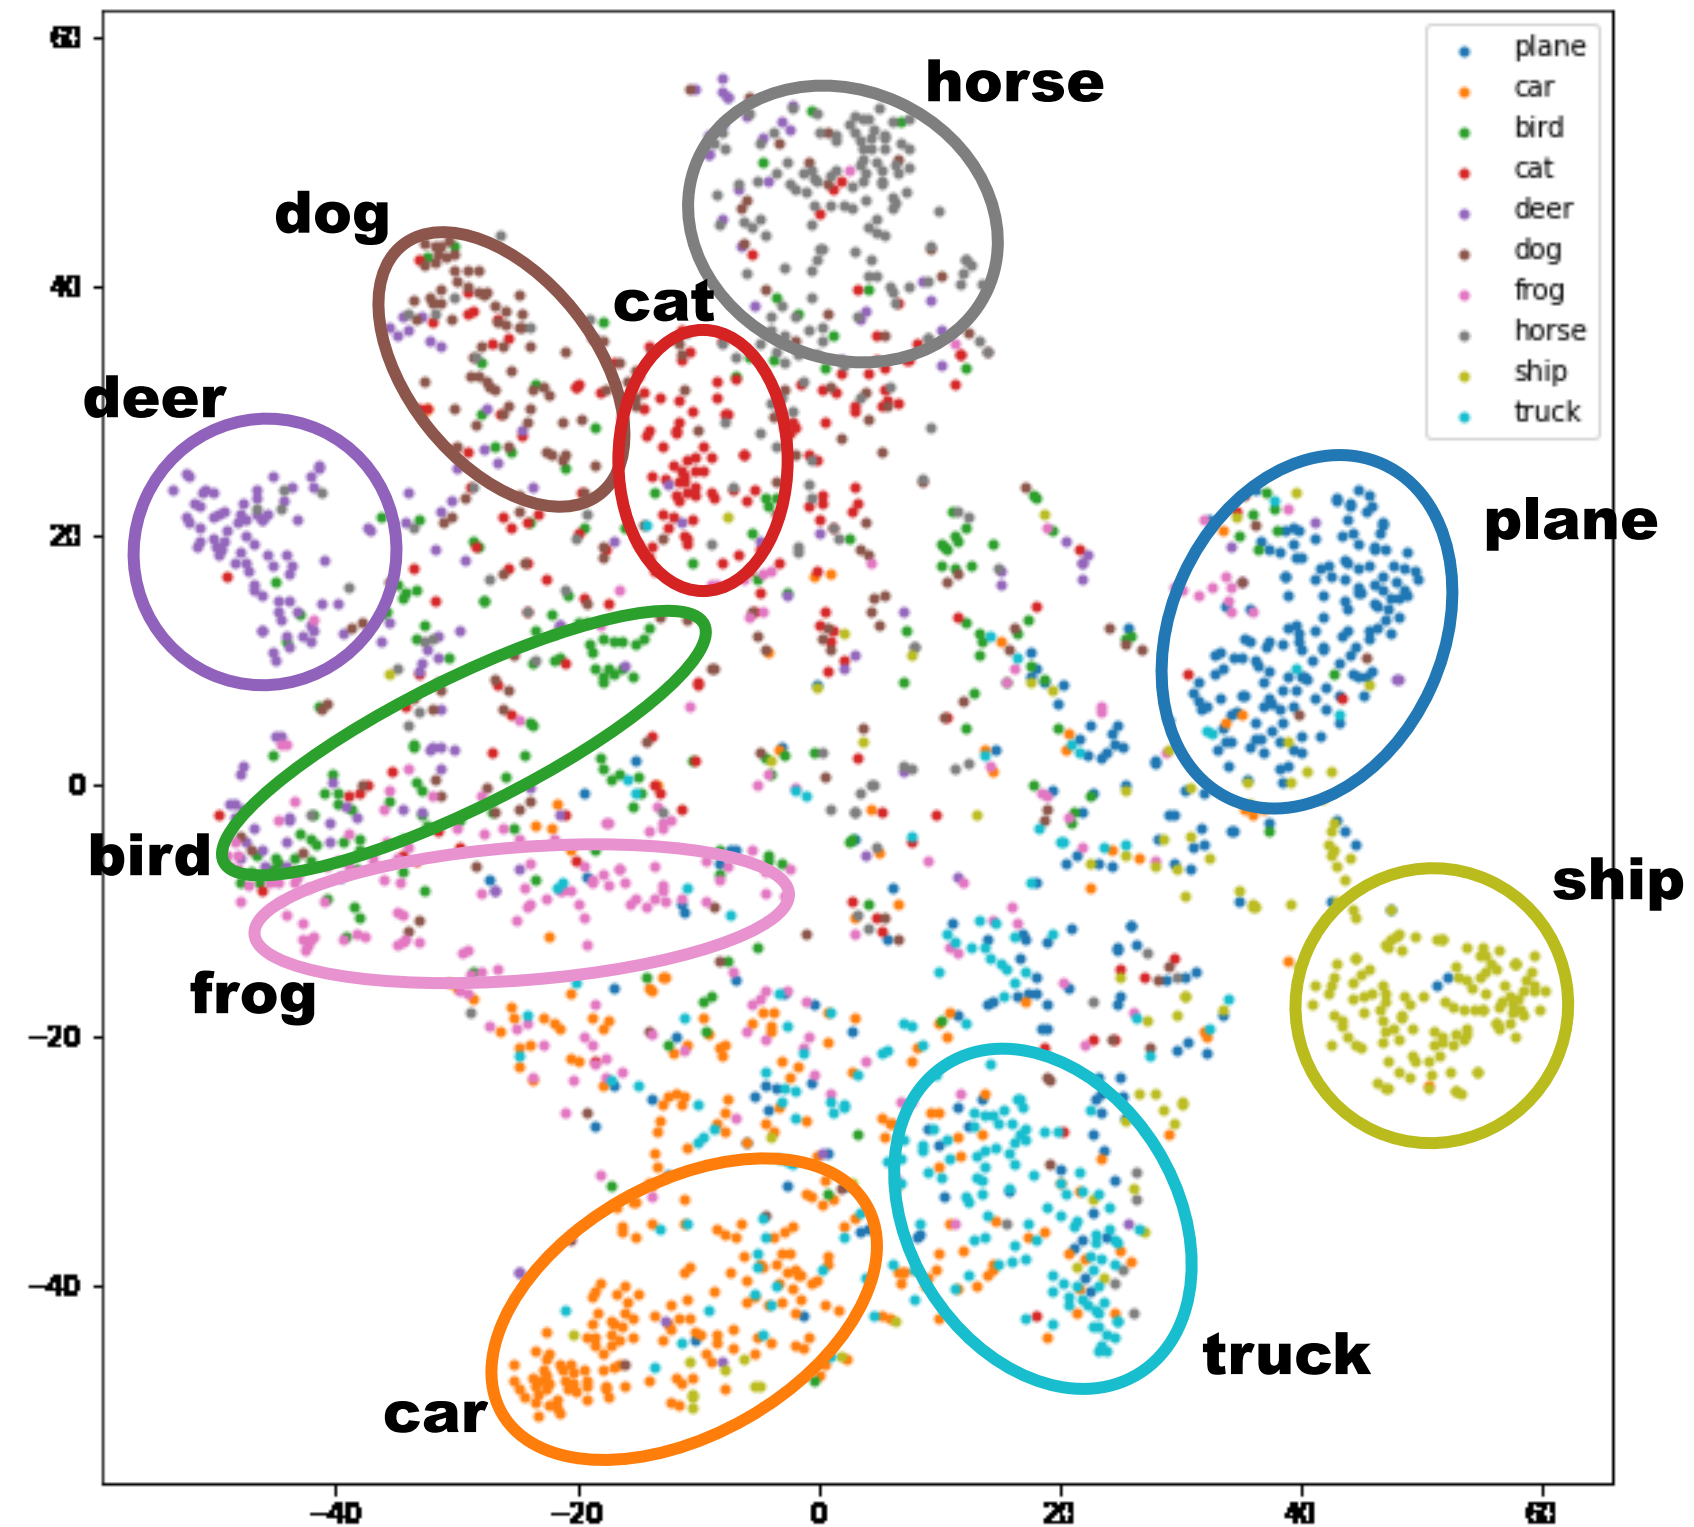 60
40
20
0
−20
−40
−40
−20
0
20
40
60
plane
car
bird
cat
deer
dog
frog
horse
ship
truck
horse
dog
cat
deer
plane
bird
ship
frog
truck
car